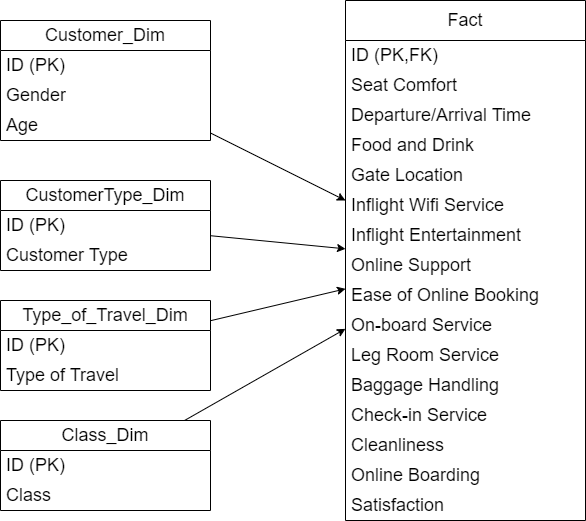 Customer_Dim
ID (PK)
Gender
Age
CustomerType_Dim
ID (PK)
Customer Type
Type_of_Travel_Dim
ID (PK)
Type of Travel
Class_Dim
ID (PK)
Class
Fact
ID (PK,FK)
Seat Comfort
Departure/Arrival Time
Food and Drink
Gate Location
Inflight Wifi Service
Inflight Entertainment
Online Support
Ease of Online Booking
On-board Service
Leg Room Service
Baggage Handling
Check-in Service
Cleanliness
Online Boarding
Satisfaction